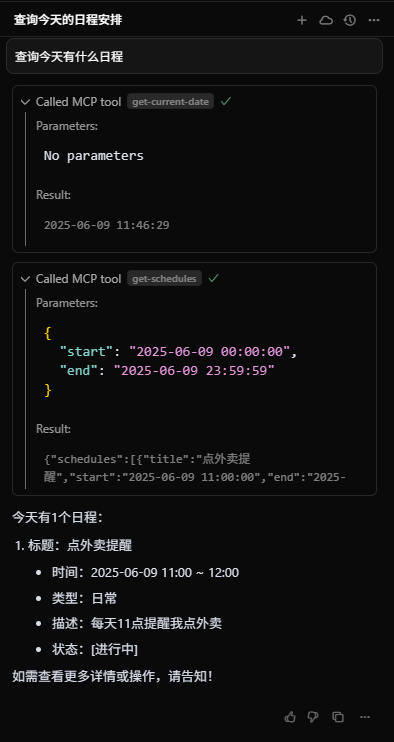 查询今天的日程安排
查询今天有什么日程
Called MCP tool get-current-date
Parameters:
No parameters
Result:
2025-06-09 11:46:29
Called MCP tool get-schedules
Parameters:
{
"start": "2025-06-09 00:00:00",
"end": "2025-06-09 23:59:59"
}
Result:
{"schedules":[{"title":"点外卖提
醒","start":"2025-06-09 11:00:00","end":"2025-
今天有1个日程：
1. 标题：点外卖提醒
• 时间：2025-06-09 11:00 ~ 12:00
• 类型：日常
• 描述：每天11点提醒我点外卖
• 状态：[进行中]
如需查看更多详情或操作，请告知！